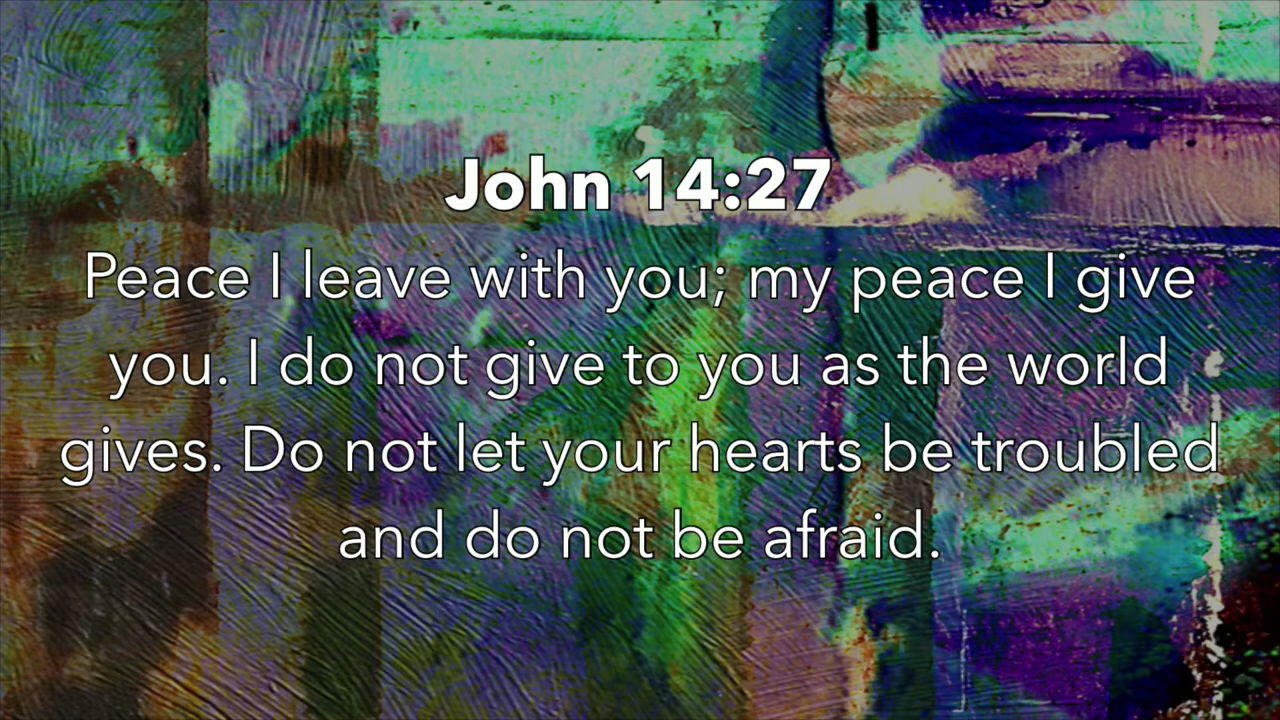 John 14:27
Peace I leave with you; my peace I give
you. I do not give to you as the world
gives. Do not let your hearts be troubled
and do not be afraid.